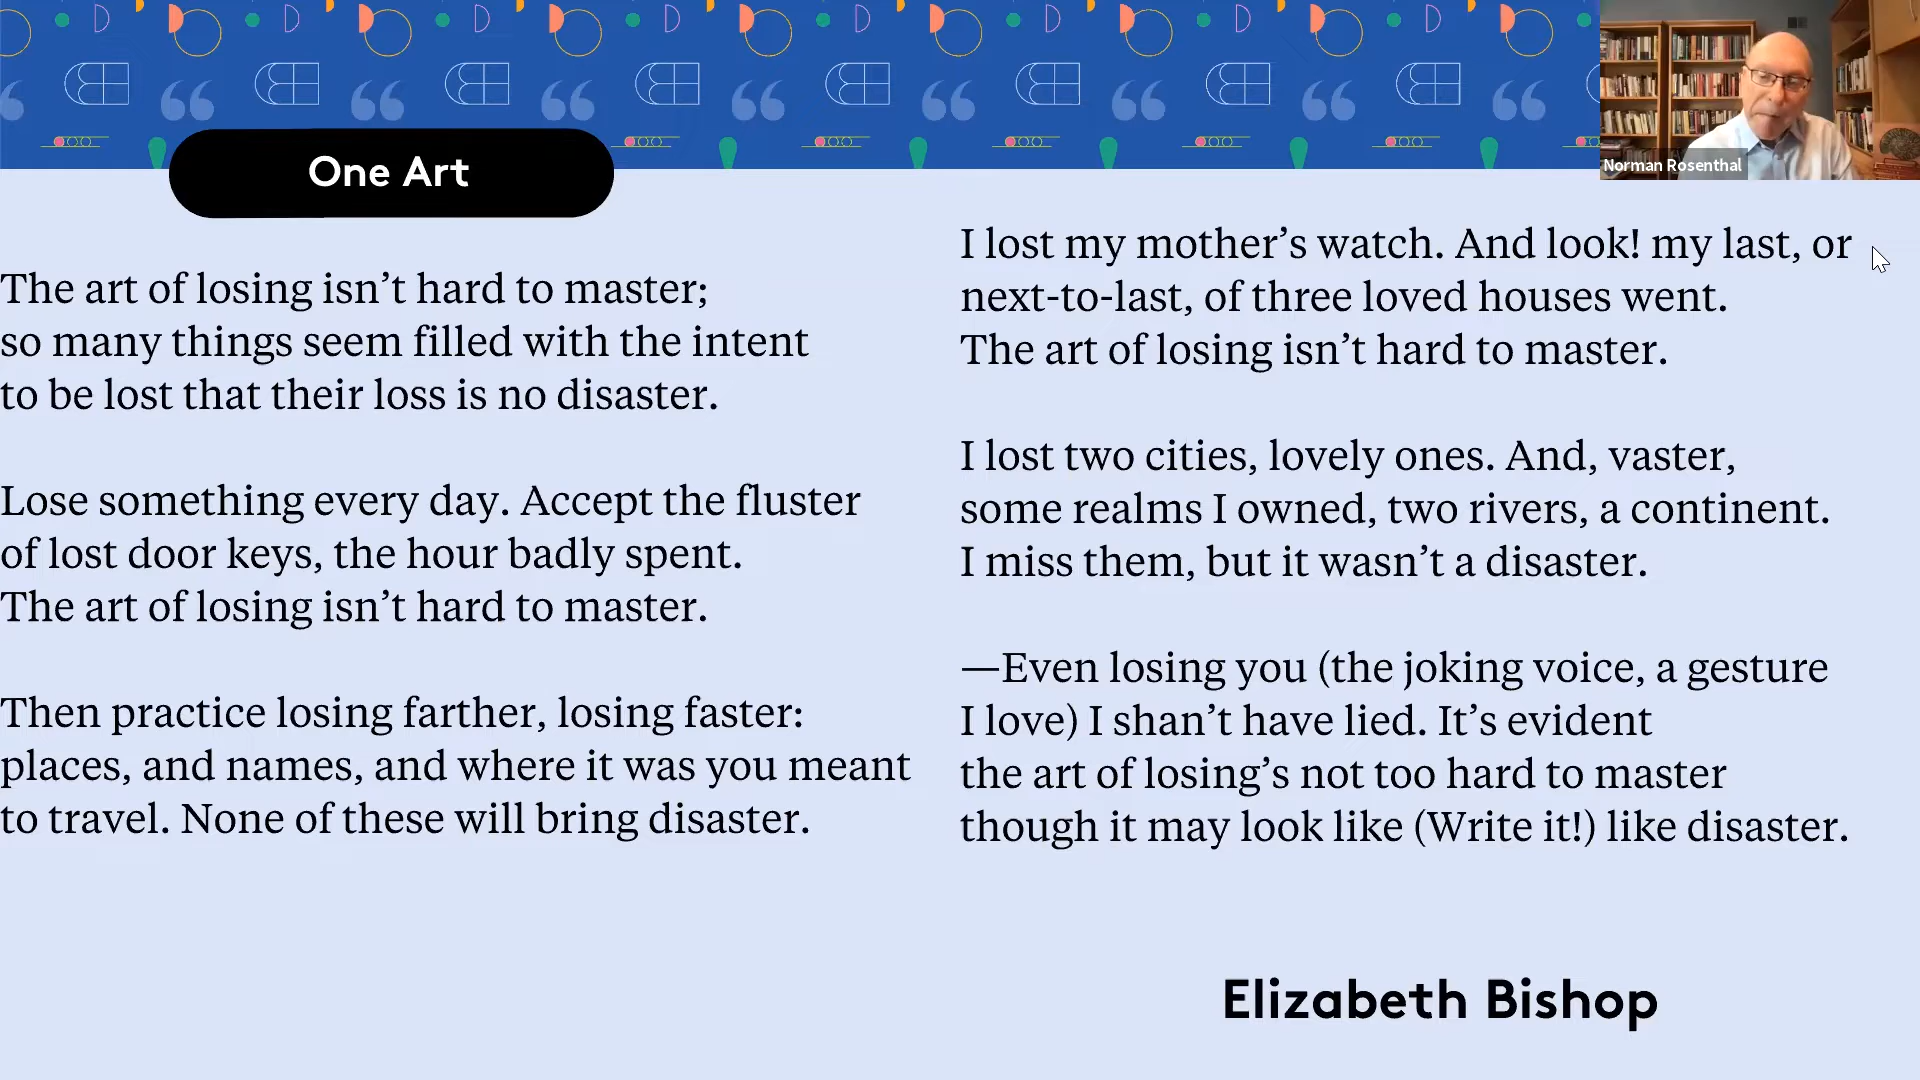 One Art
Norman Rosenthal
The art of losing isn’t hard to master;
so many things seem filled with the intent
to be lost that their loss is no disaster.
Lose something every day. Accept the fluster
of lost door keys, the hour badly spent.
The art of losing isn’t hard to master.
Then practice losing farther, losing faster:
places, and names, and where it was you meant
to travel. None of these will bring disaster.
I lost my mother’s watch. And look! my last, or
next-to-last, of three loved houses went.
The art of losing isn’t hard to master.
I lost two cities, lovely ones. And, vaster,
some realms I owned, two rivers, a continent.
I miss them, but it wasn’t a disaster.
—Even losing you (the joking voice, a gesture
I love) I shan’t have lied. It’s evident
the art of losing’s not too hard to master
though it may look like (Write it!) like disaster.
Elizabeth Bishop